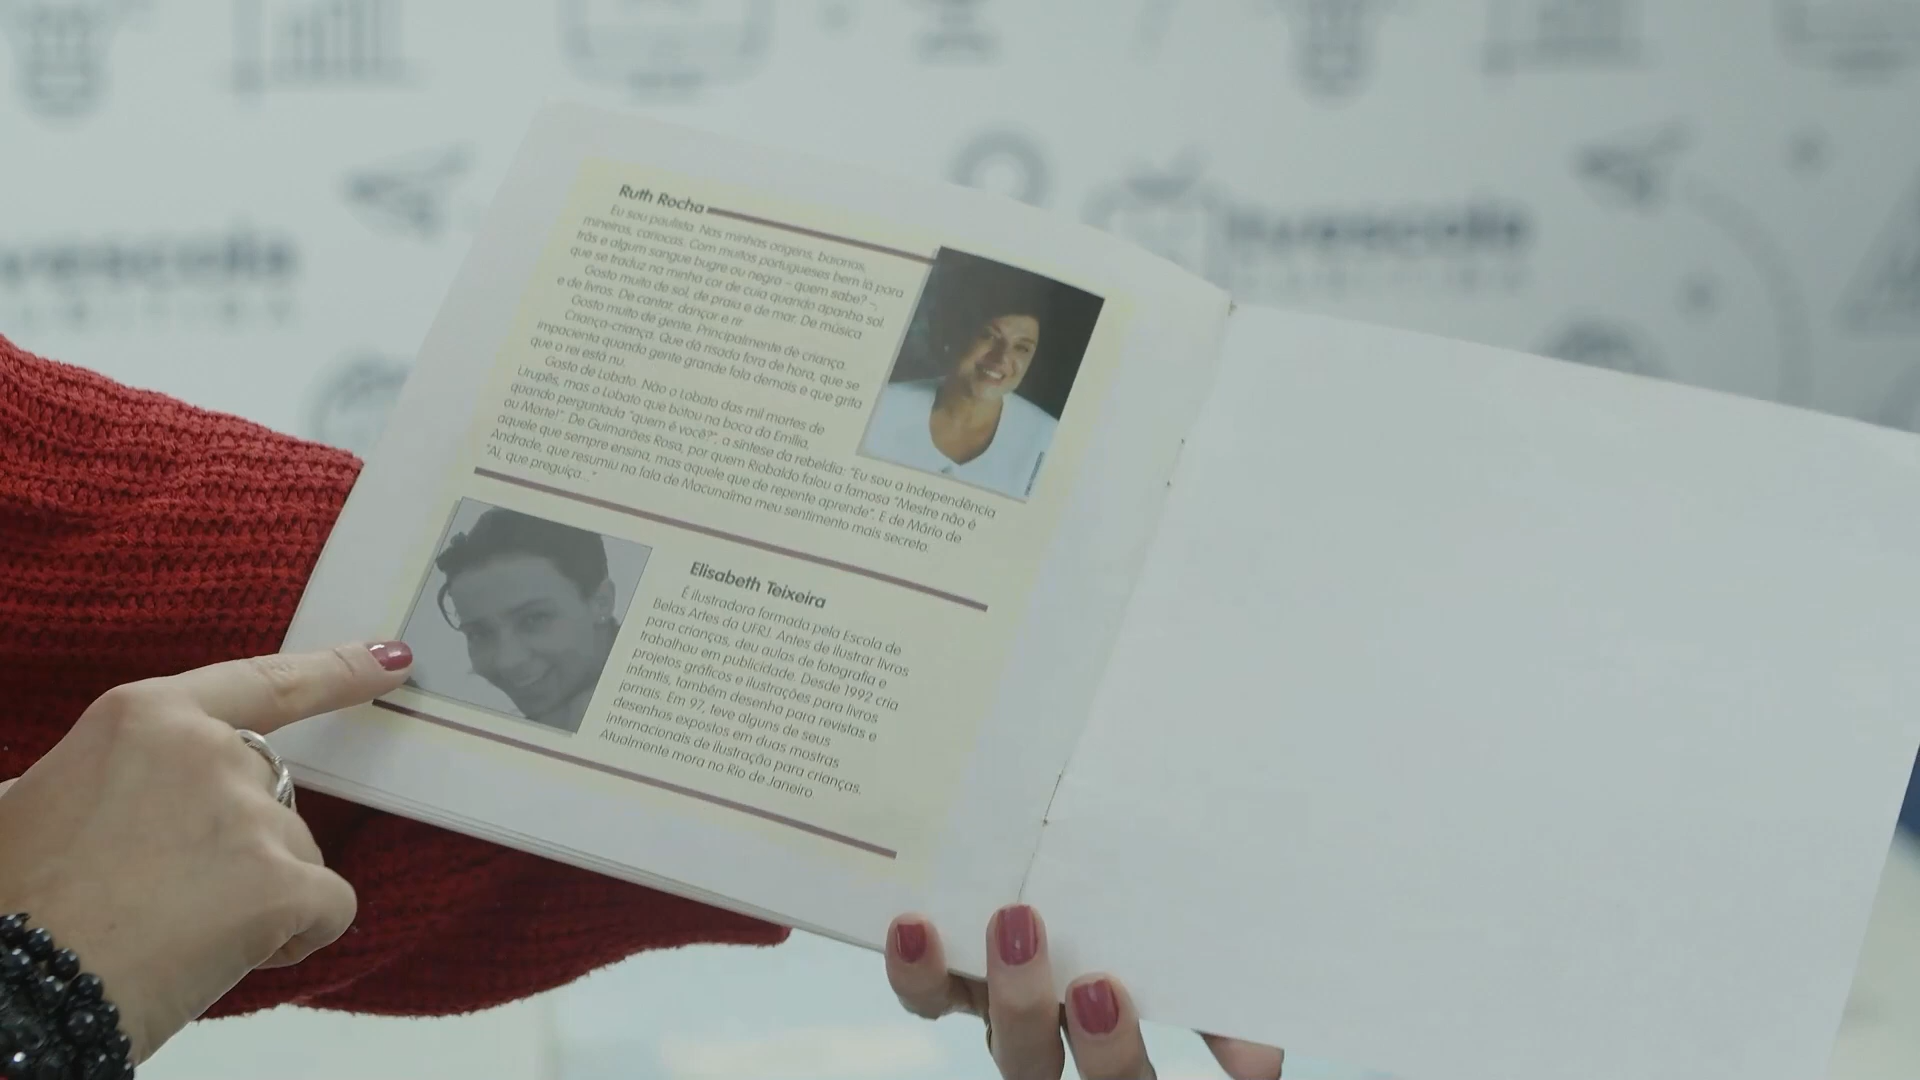 Ruth Rocha
Eu sou paulista. Nas minhas origens, baianos,
mineiros, cariocas. Com muitos portugueses bem lá para
trás e algum sangue bugre ou negro – quem sabe? –,
que se traduz na minha cor de cuia quando apanho sol.
Gosto muito de sol, de praia e de mar. De música
e de livros. De cantar, dançar e rir.
Gosto muito de gente. Principalmente de criança.
Criança-criança. Que dá risada fora de hora, que se
impacienta quando gente grande fala demais e que grita
que o rei está nu.
Gosto de Lobato. Não o Lobato das mil mortes de
Urupês, mas o Lobato que botou na boca da Emília,
quando perguntada "quem é você?", a síntese da rebeldia: "Eu sou a Independência
ou Morte!". De Guimarães Rosa, por quem Riobaldo falou a famosa "Mestre não é
aquele que sempre ensina, mas aquele que de repente aprende". E de Mário de
Andrade, que resumiu na fala de Macunaíma meu sentimento mais secreto:
"Ai, que preguiça..."
Elisabeth Teixeira
É ilustradora formada pela Escola de
Belas Artes da UFRJ. Antes de ilustrar livros
para crianças, deu aulas de fotografia e
trabalhou em publicidade. Desde 1992 cria
projetos gráficos e ilustrações para livros
infantis, também desenha para revistas e
jornais. Em 97, teve alguns de seus
desenhos expostos em duas mostras
internacionais de ilustração para crianças.
Atualmente mora no Rio de Janeiro.